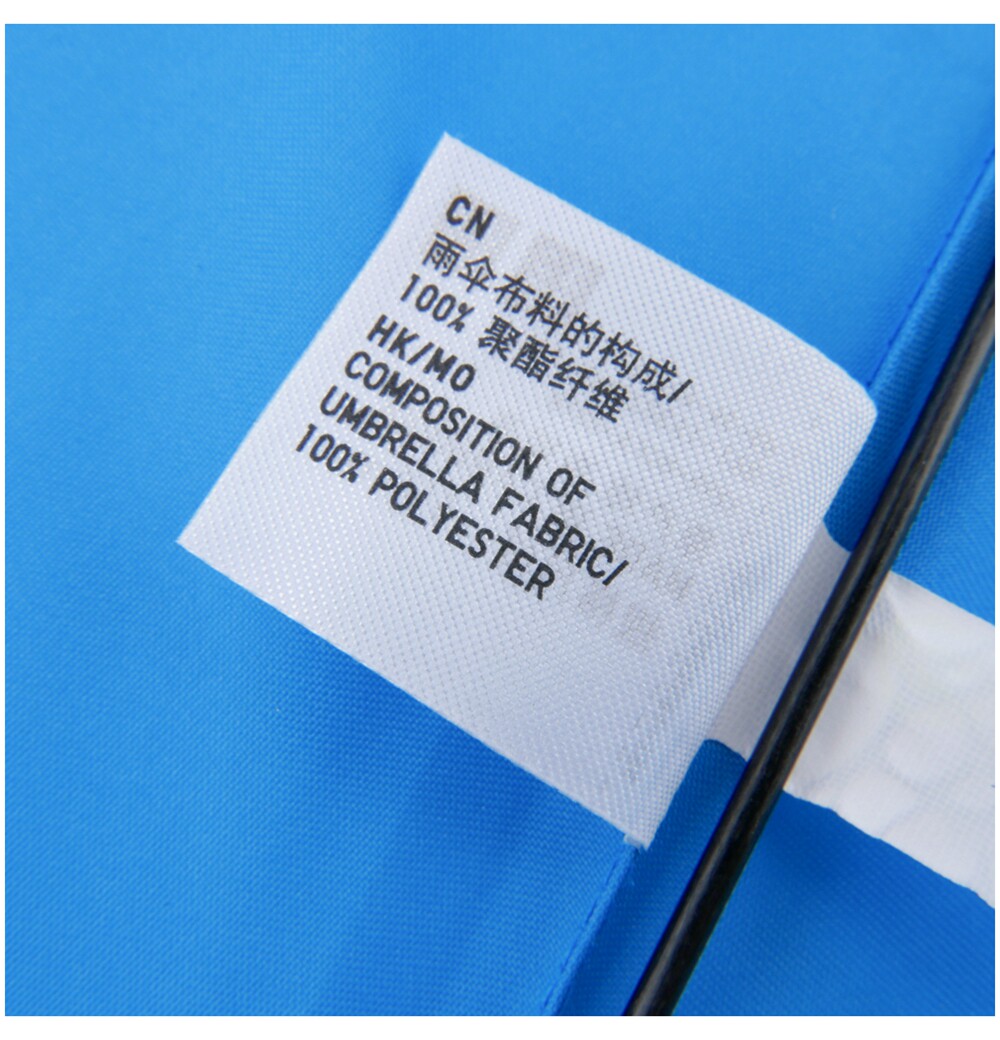 CN
雨伞布料的构成/
100% 聚酯纤维
HK/MO
COMPOSITION OF
UMBRELLA FABRIC/
100% POLYESTER